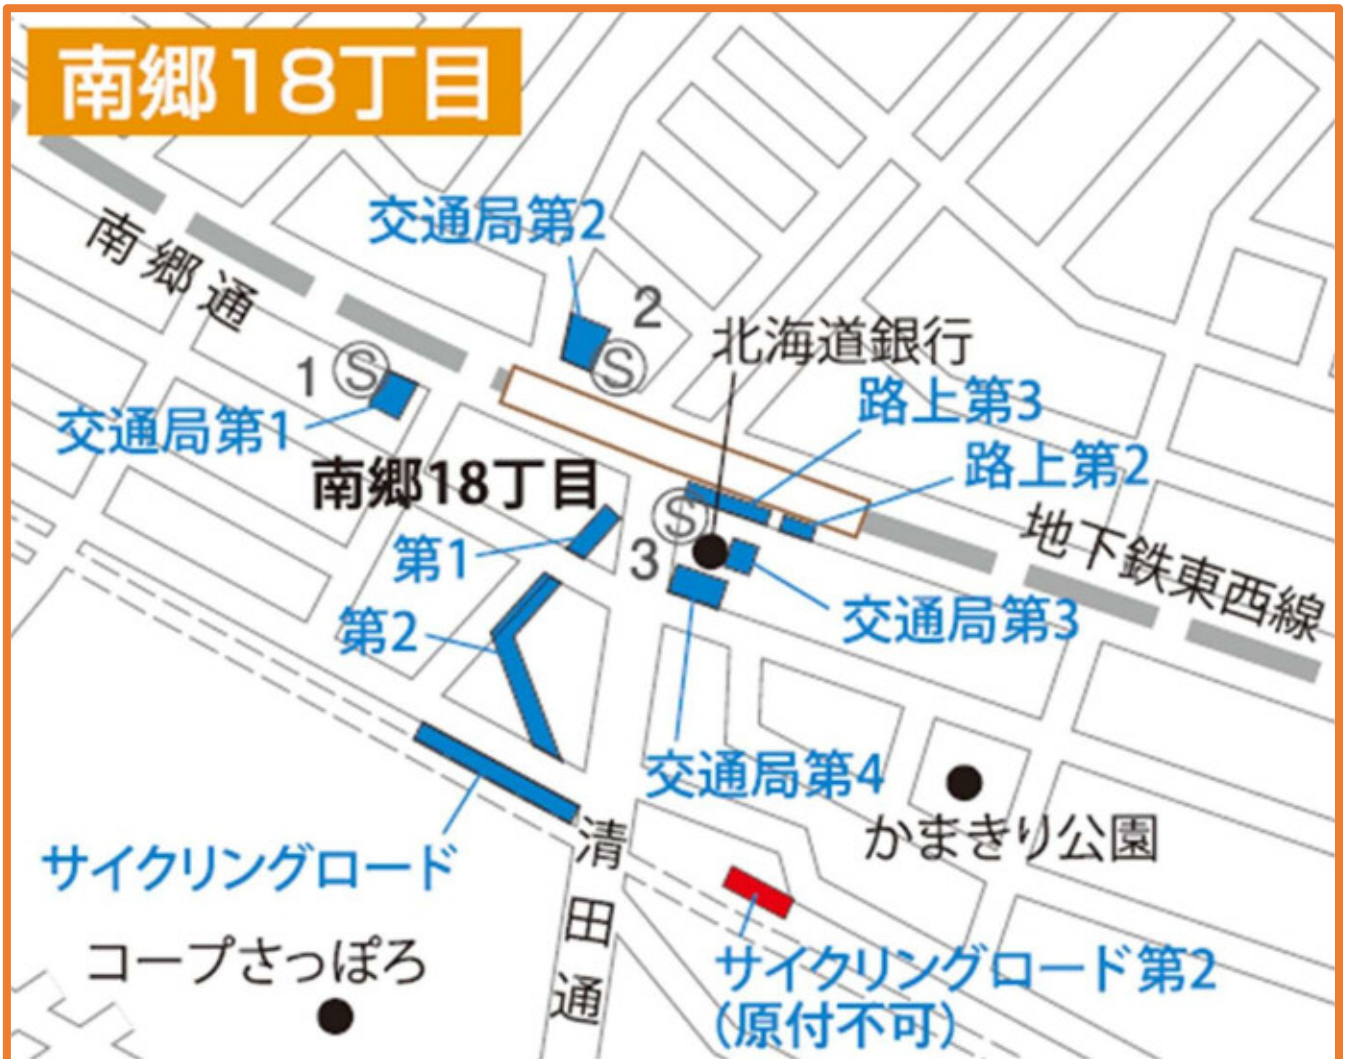 南郷18丁目
交通局第2
南郷通
2
北海道銀行
1
Ⓢ
Ⓢ
路上第3
交通局第1
路上第2
南郷18丁目
Ⓢ
地下鉄東西線
第1
3
交通局第3
第2
交通局第4
かまきり公園
サイクリングロード
清田通
コープさっぽろ
サイクリングロード第2
(原付不可)